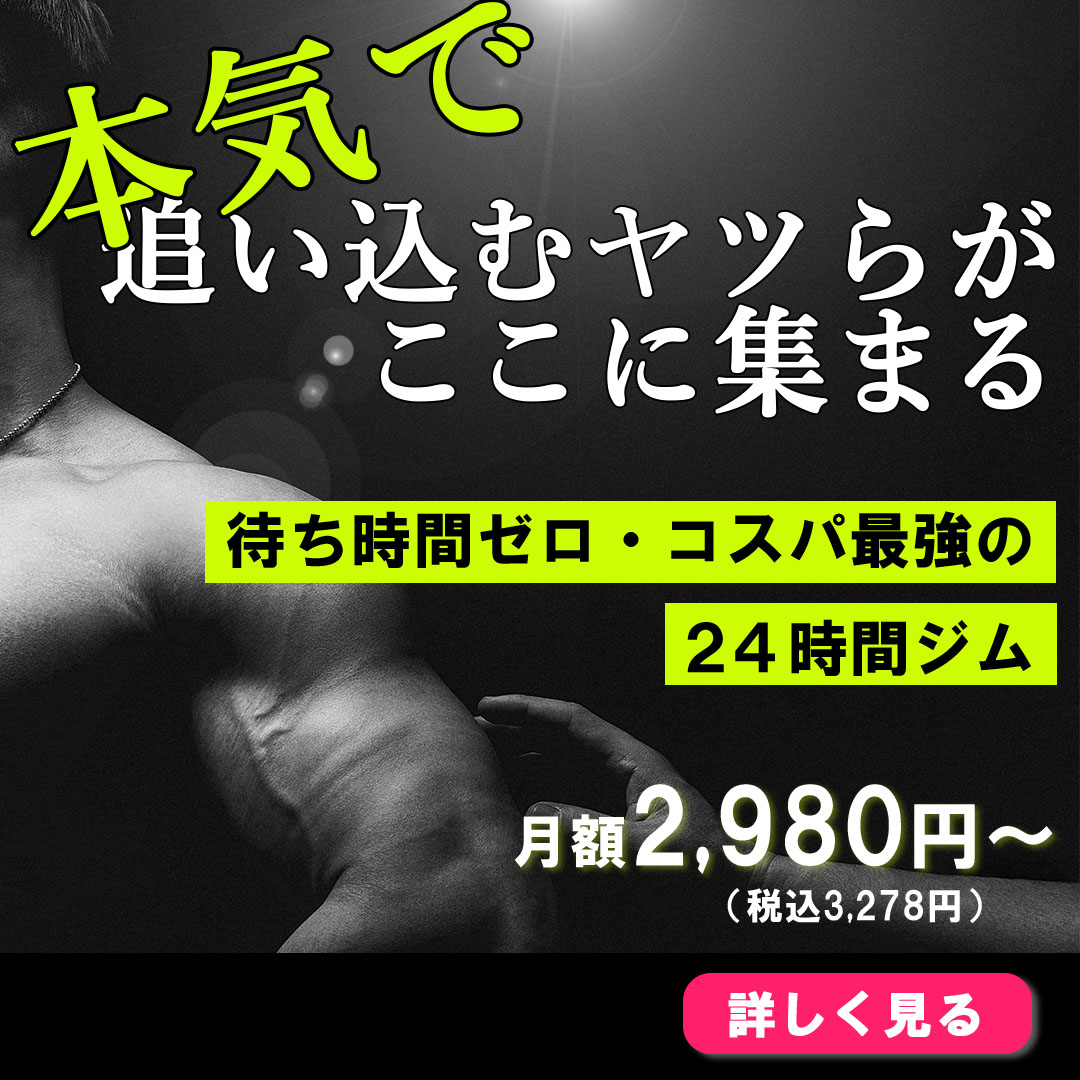 本気で
追い込むヤツらが
ここに集まる
待ち時間ゼロ・コスパ最強の
24時間ジム
月額2,980円～
（税込3,278円）
詳しく見る